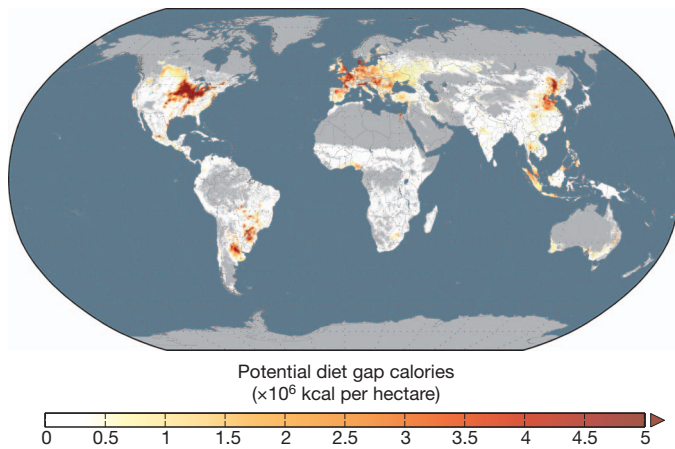 Potential diet gap calories
(×10⁶ kcal per hectare)
0 0.5 1 1.5 2 2.5 3 3.5 4 4.5 5